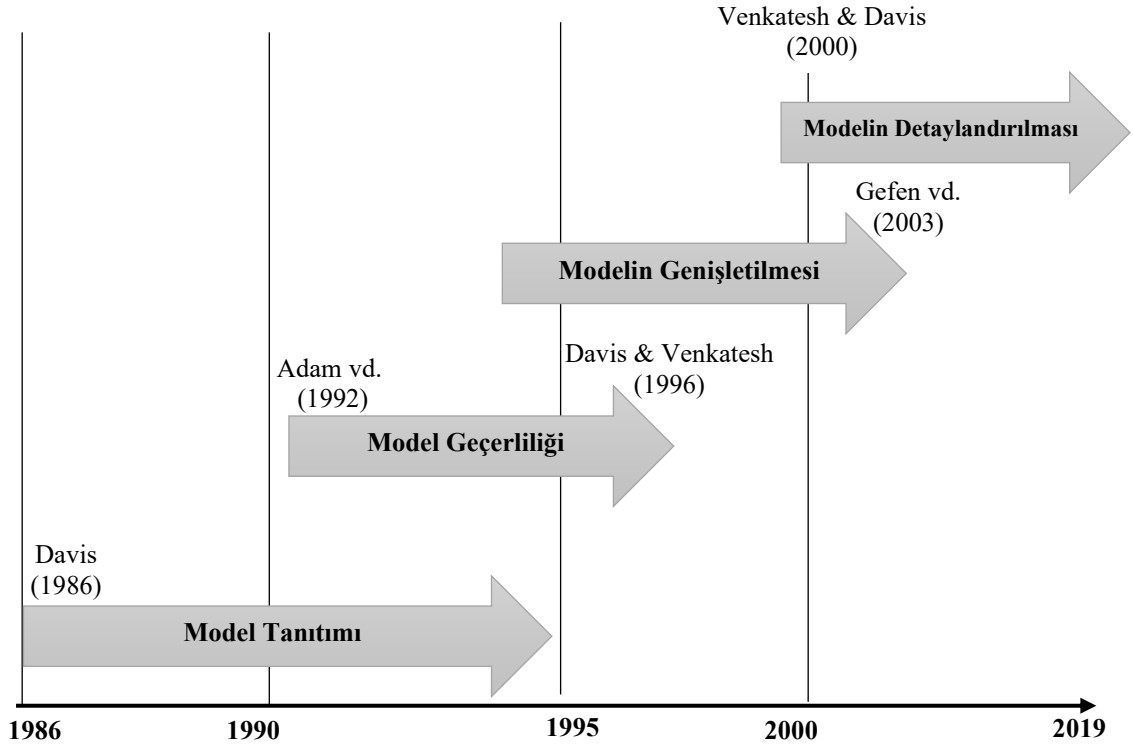 Venkatesh & Davis
(2000)
Modelin Detaylandırılması
Gefen vd.
(2003)
Modelin Genişletilmesi
Davis & Venkatesh
(1996)
Adam vd.
(1992)
Model Geçerliliği
Davis
(1986)
Model Tanıtımı
1986
1990
1995
2000
2019